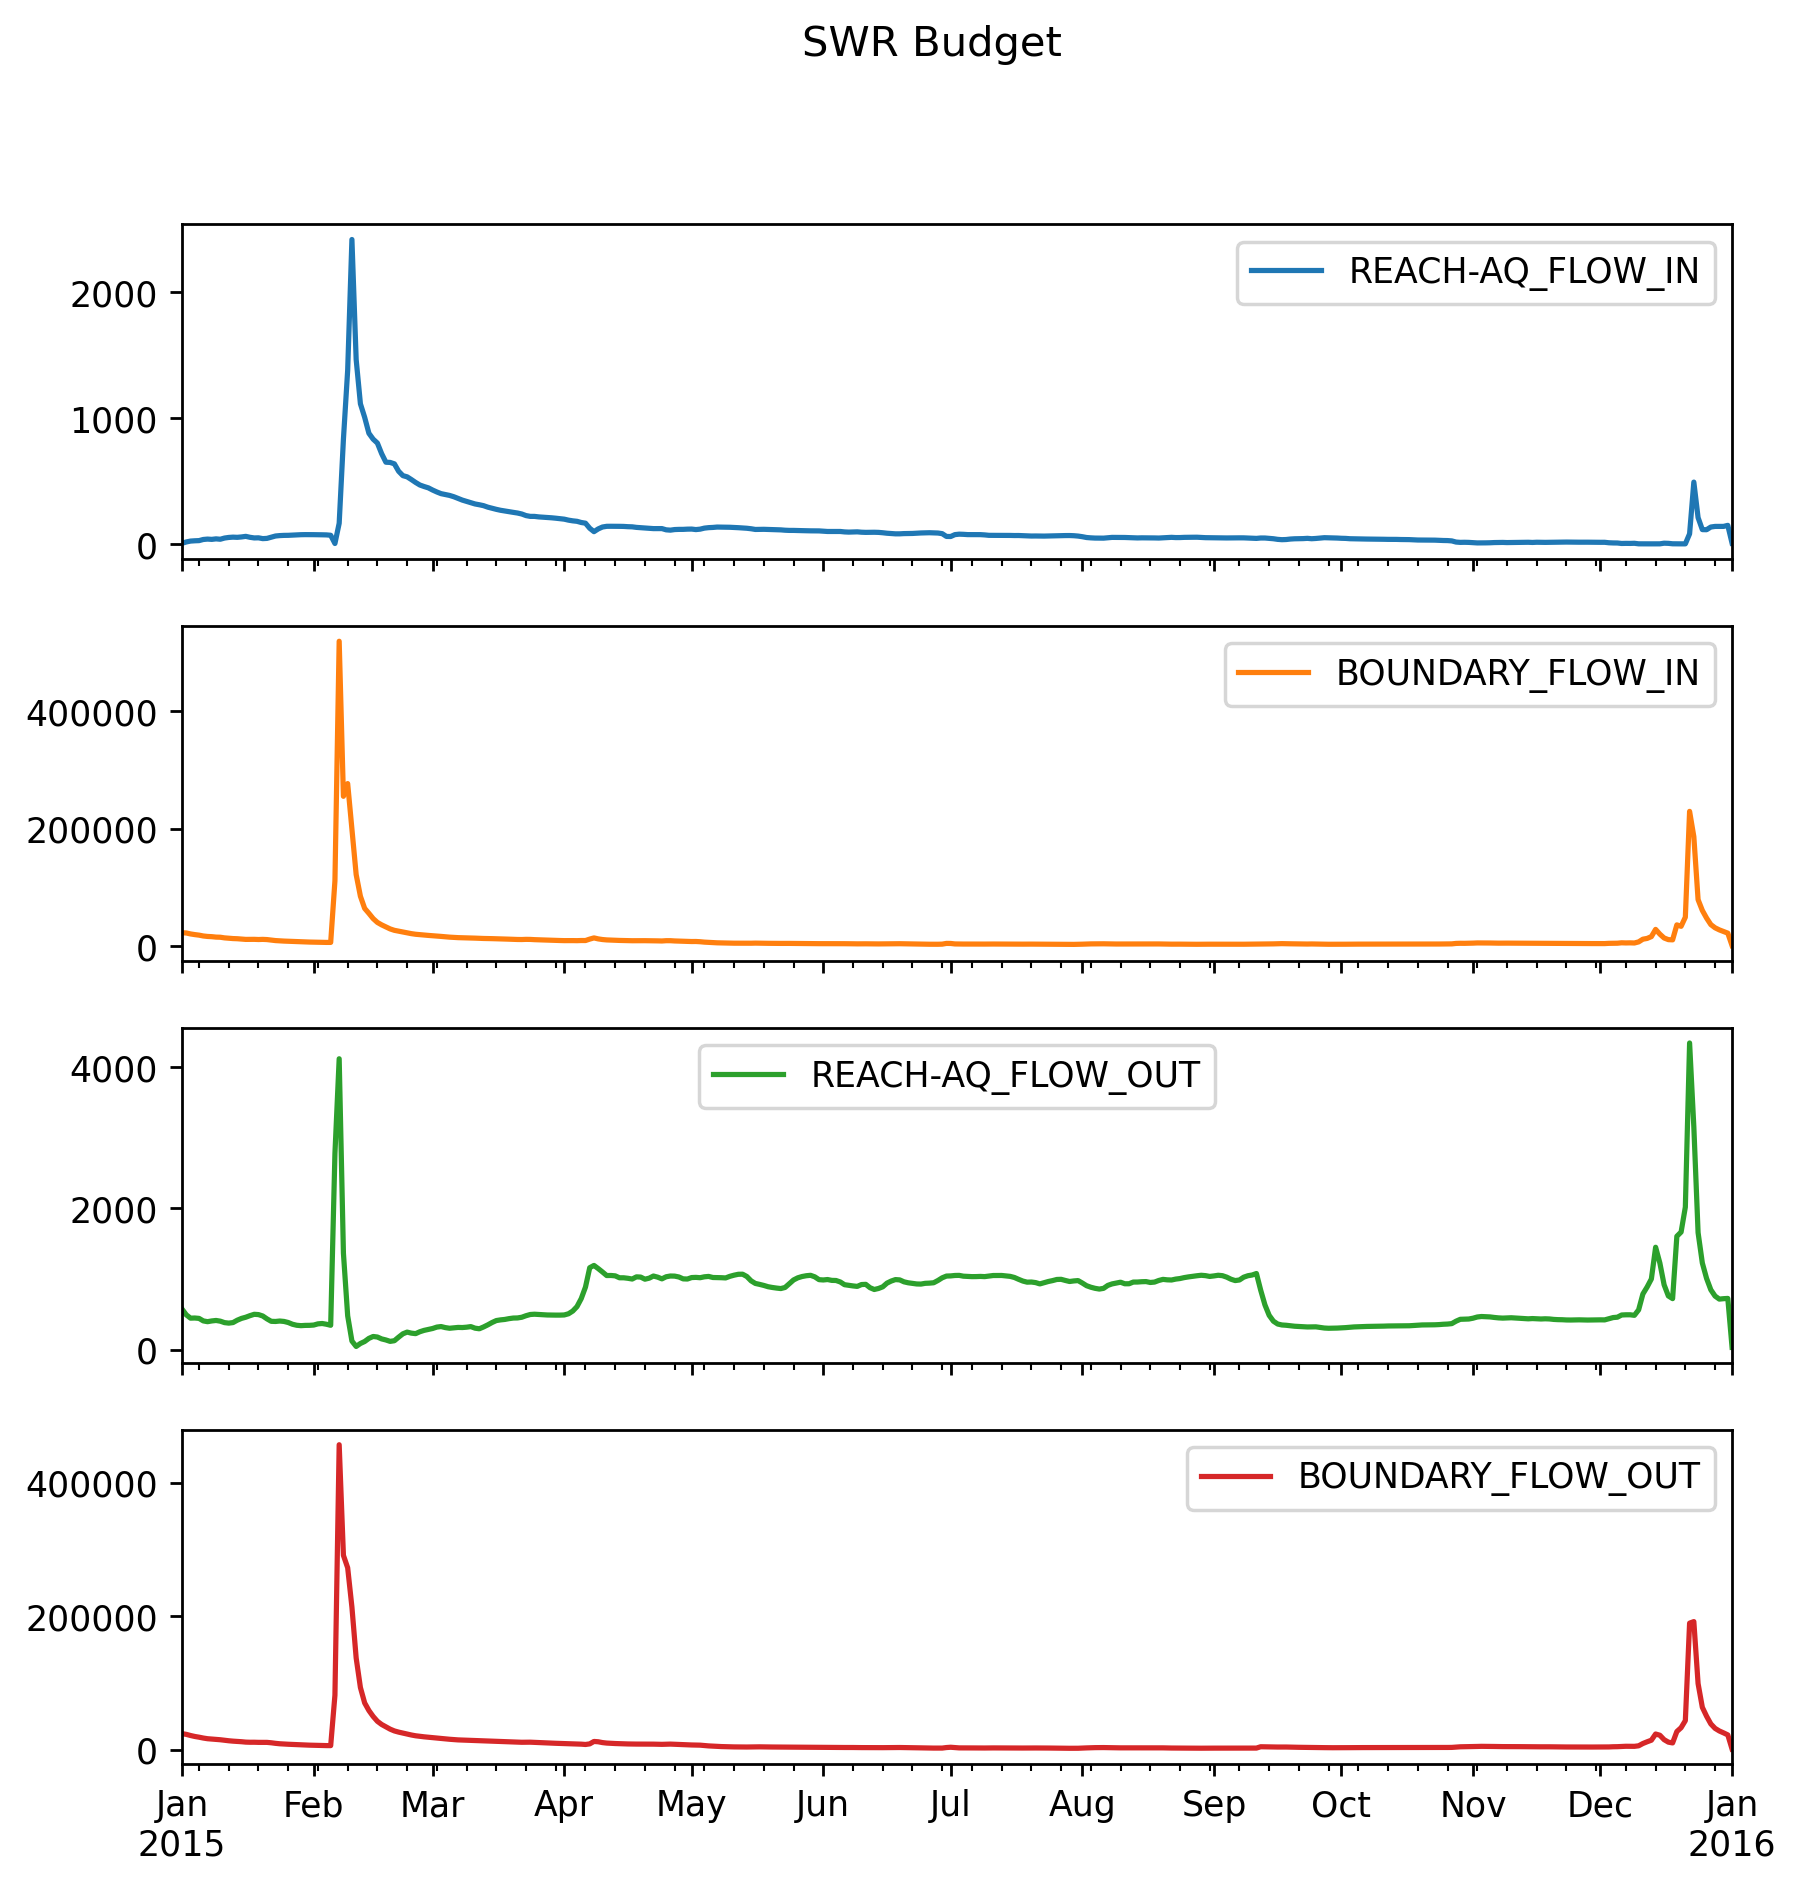 SWR Budget
REACH-AQ_FLOW_IN
2000
1000
0
BOUNDARY_FLOW_IN
400000
200000
0
REACH-AQ_FLOW_OUT
4000
2000
0
BOUNDARY_FLOW_OUT
400000
200000
0
Jan Feb Mar Apr May Jun Jul Aug Sep Oct Nov Dec Jan
2015 2016